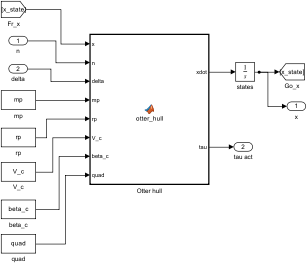 [x_state]
Fr_x
1
n
2
delta
mp
mp
rp
rp
V_c
V_c
beta_c
beta_c
quad
quad
x
n
delta
mp
rp
V_c
beta_c
quad
otter_hull
xdot
tau
Otter hull
1
s
states
[x_state]
Go_x
1
x
2
tau act